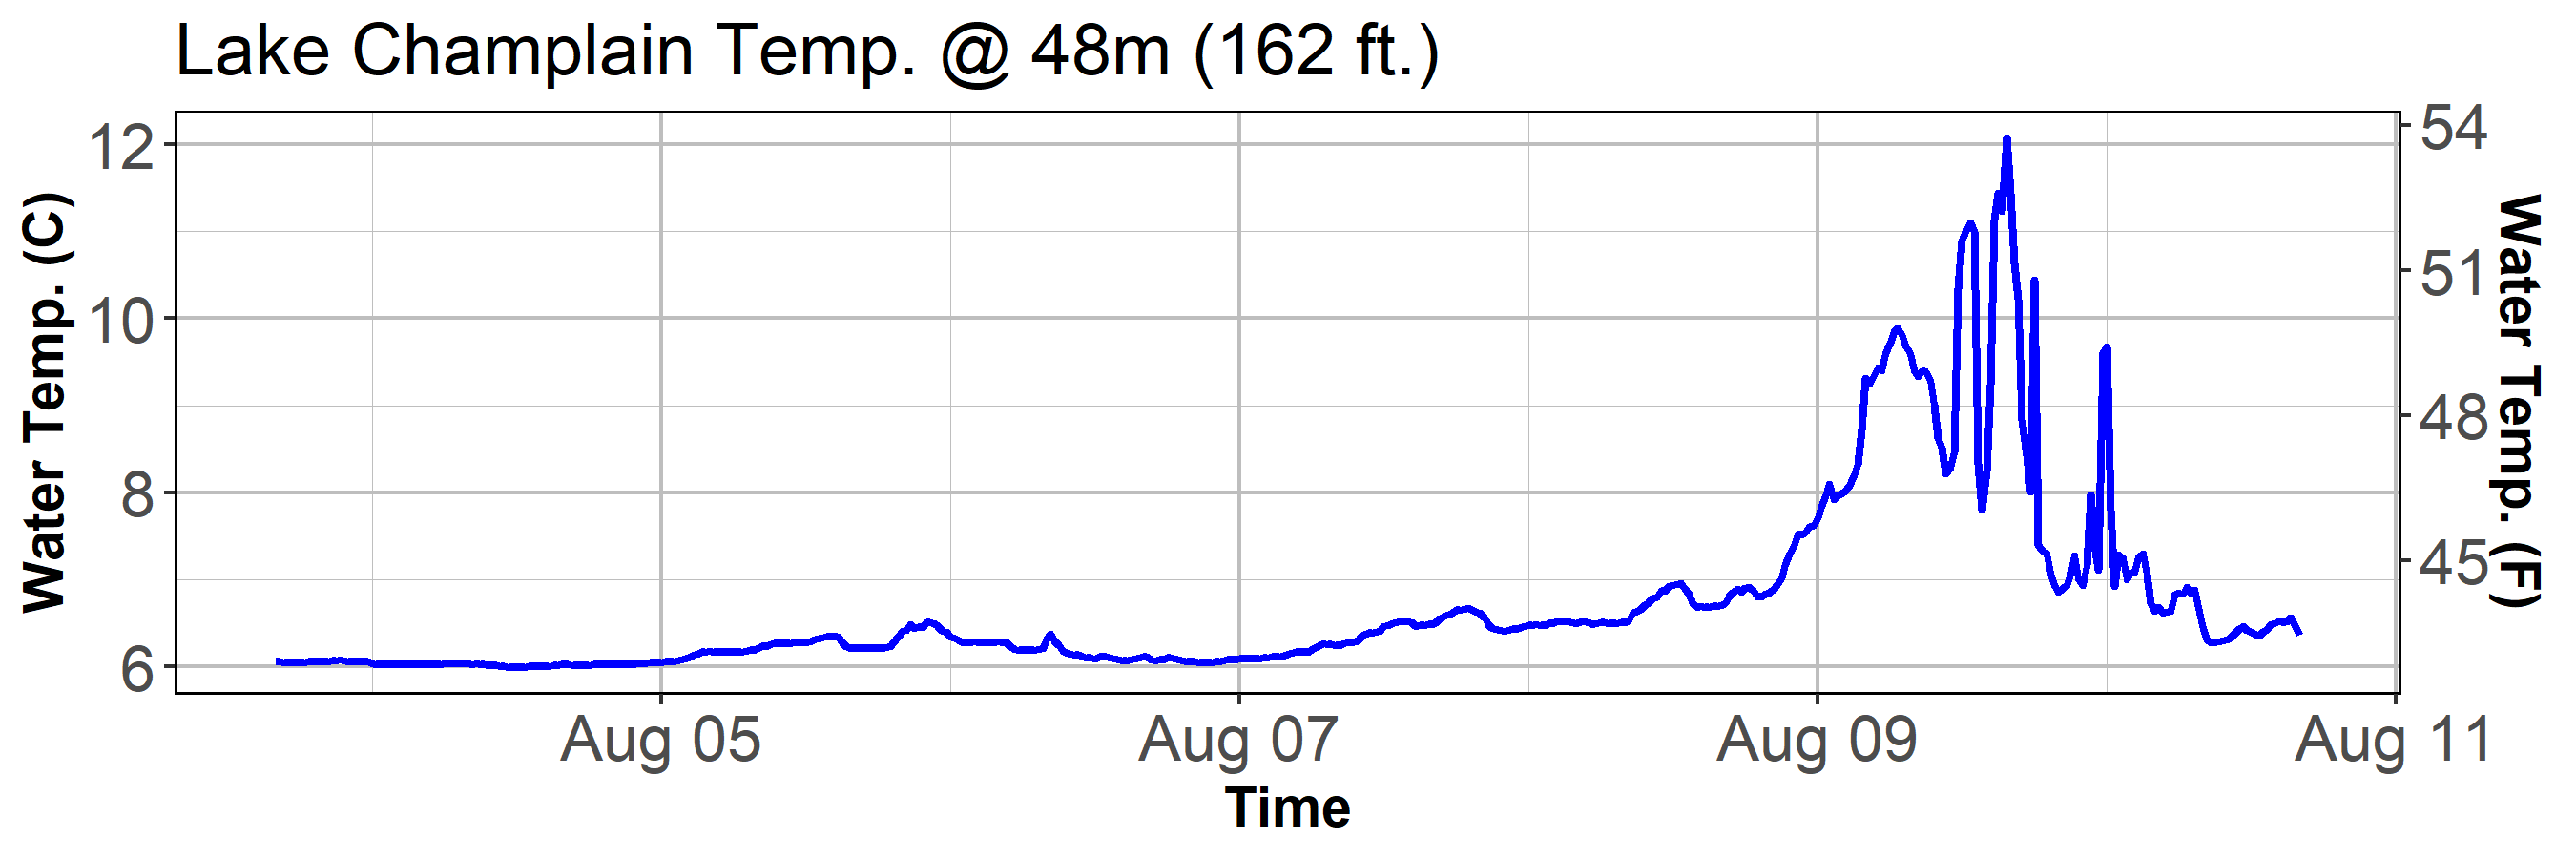 Lake Champlain Temp. @ 48m (162 ft.)
Water Temp. (C)
12
10
8
6
54
51
48
45
Water Temp. (F)
Aug 05
Aug 07
Aug 09
Aug 11
Time